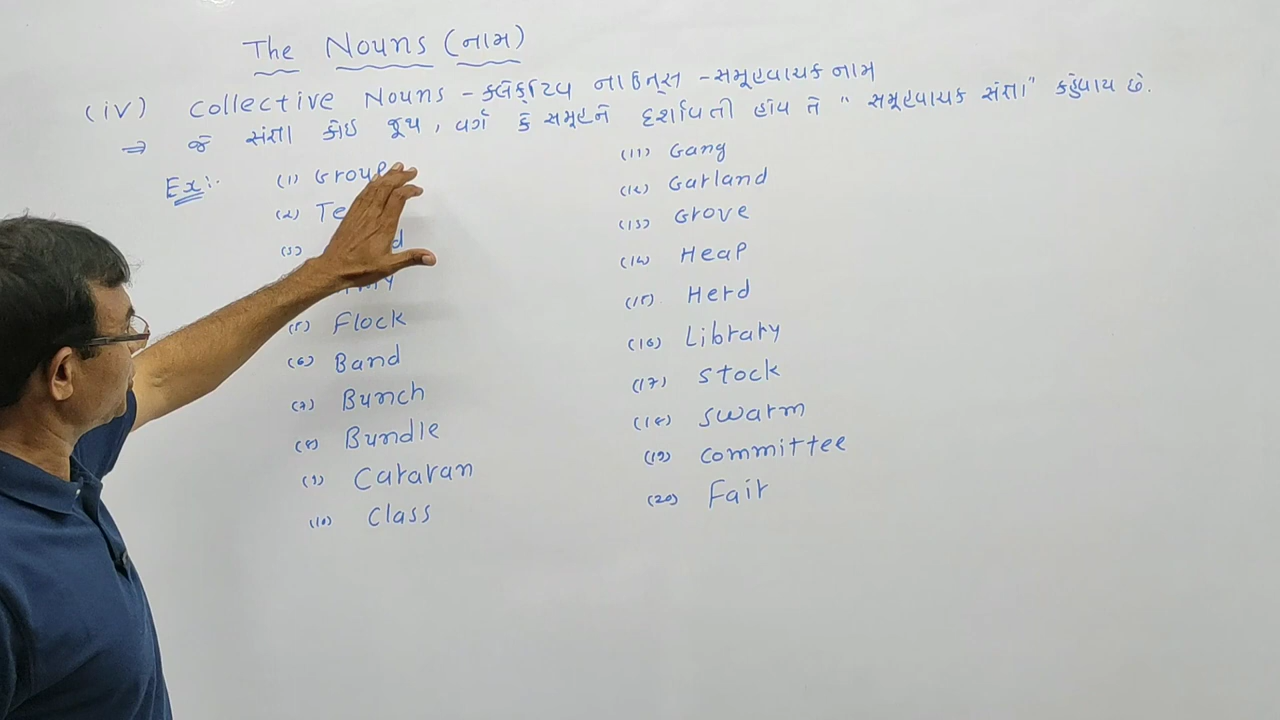 The Nouns (નામ)
(iv) Collective Nouns - કલેક્ટિવ નાઉન્સ - સમૂહવાચક નામ
⇒ જે સંજ્ઞા કોઇ જૂથ, વર્ગ કે સમૂહને દર્શાવતી હોય તે "સમૂહવાચક સંજ્ઞા" કહેવાય છે.
Ex:-
(1) Group
(2) Te
(3) d
y
(5) Flock
(6) Band
(7) Bunch
(8) Bundle
(9) Caravan
(10) Class
(11) Gang
(12) Garland
(13) Grove
(14) Heap
(15) Herd
(16) Library
(17) Stock
(18) Swarm
(19) Committee
(20) Fair